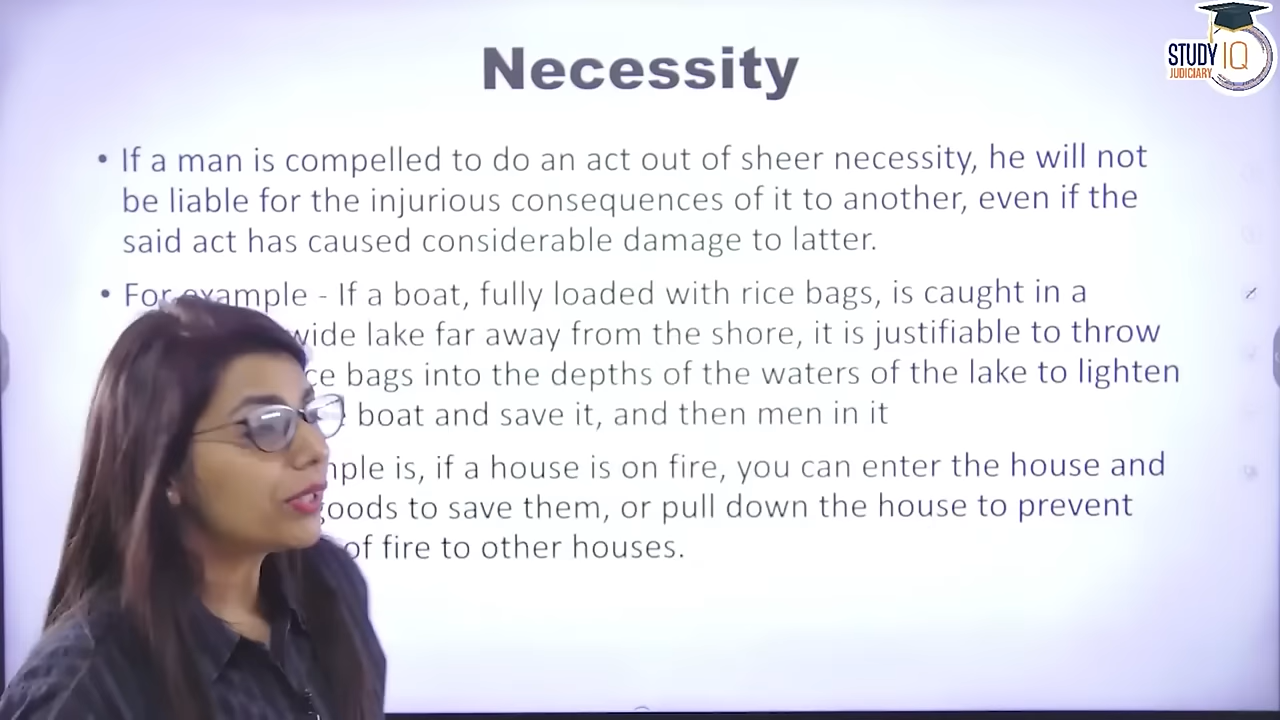 Necessity
STUDY IQ
JUDICIARY
• If a man is compelled to do an act out of sheer necessity, he will not
be liable for the injurious consequences of it to another, even if the
said act has caused considerable damage to latter.
• For example - If a boat, fully loaded with rice bags, is caught in a
wide lake far away from the shore, it is justifiable to throw
bags into the depths of the waters of the lake to lighten
boat and save it, and then men in it
is, if a house is on fire, you can enter the house and
to save them, or pull down the house to prevent
of fire to other houses.